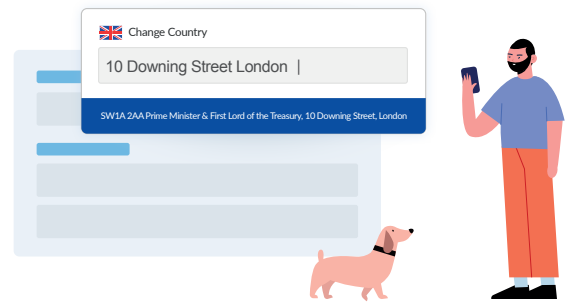 Change Country
10 Downing Street London |
SW1A 2AA Prime Minister & First Lord of the Treasury, 10 Downing Street, London